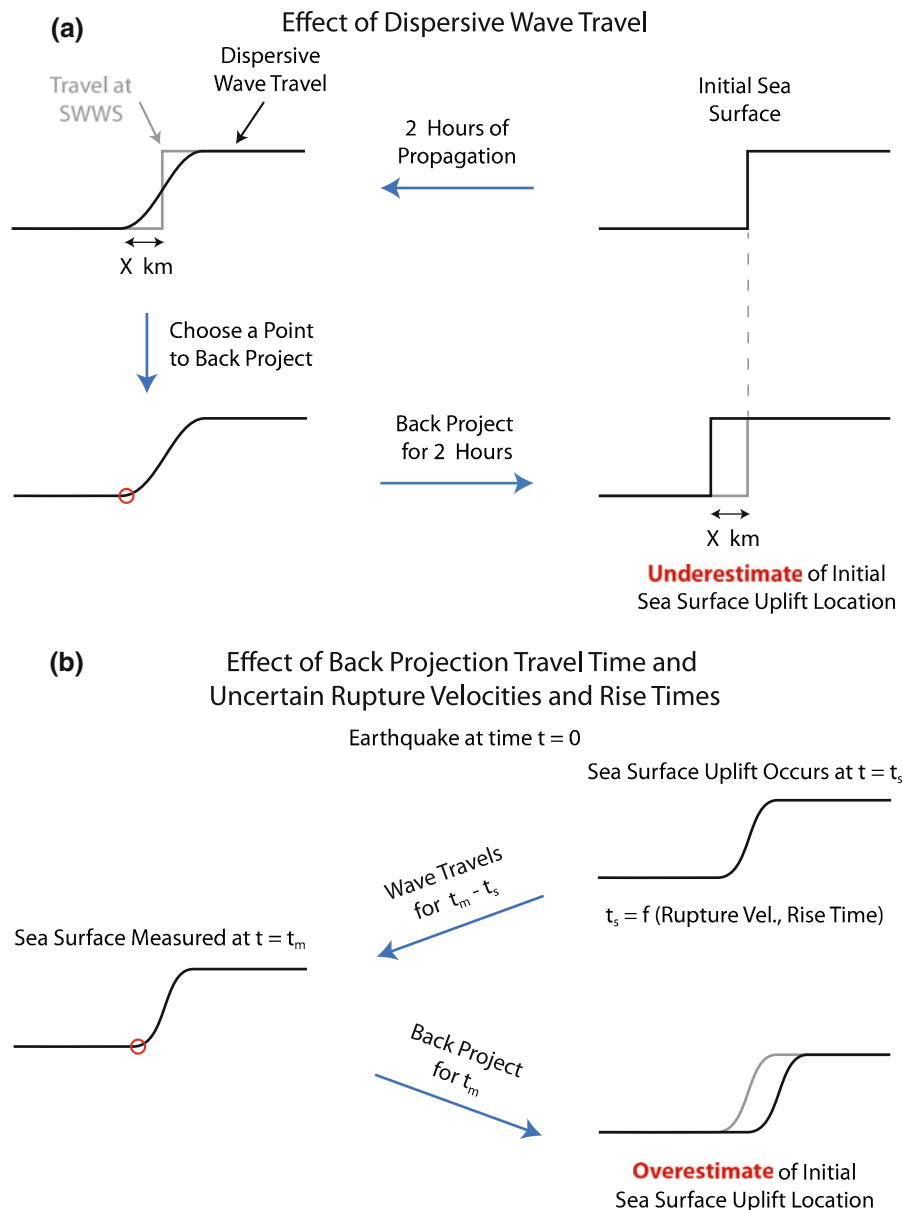 (a)
Effect of Dispersive Wave Travel
Travel at
SWWS
Dispersive
Wave Travel
2 Hours of
Propagation
Initial Sea
Surface
X km
Choose a Point
to Back Project
Back Project
for 2 Hours
X km
Underestimate of Initial
Sea Surface Uplift Location
(b)
Effect of Back Projection Travel Time and
Uncertain Rupture Velocities and Rise Times
Earthquake at time t = 0
Sea Surface Uplift Occurs at t = tₛ
Wave Travels
for tₘ - tₛ
tₛ = f (Rupture Vel., Rise Time)
Sea Surface Measured at t = tₘ
Back Project
for tₘ
Overestimate of Initial
Sea Surface Uplift Location